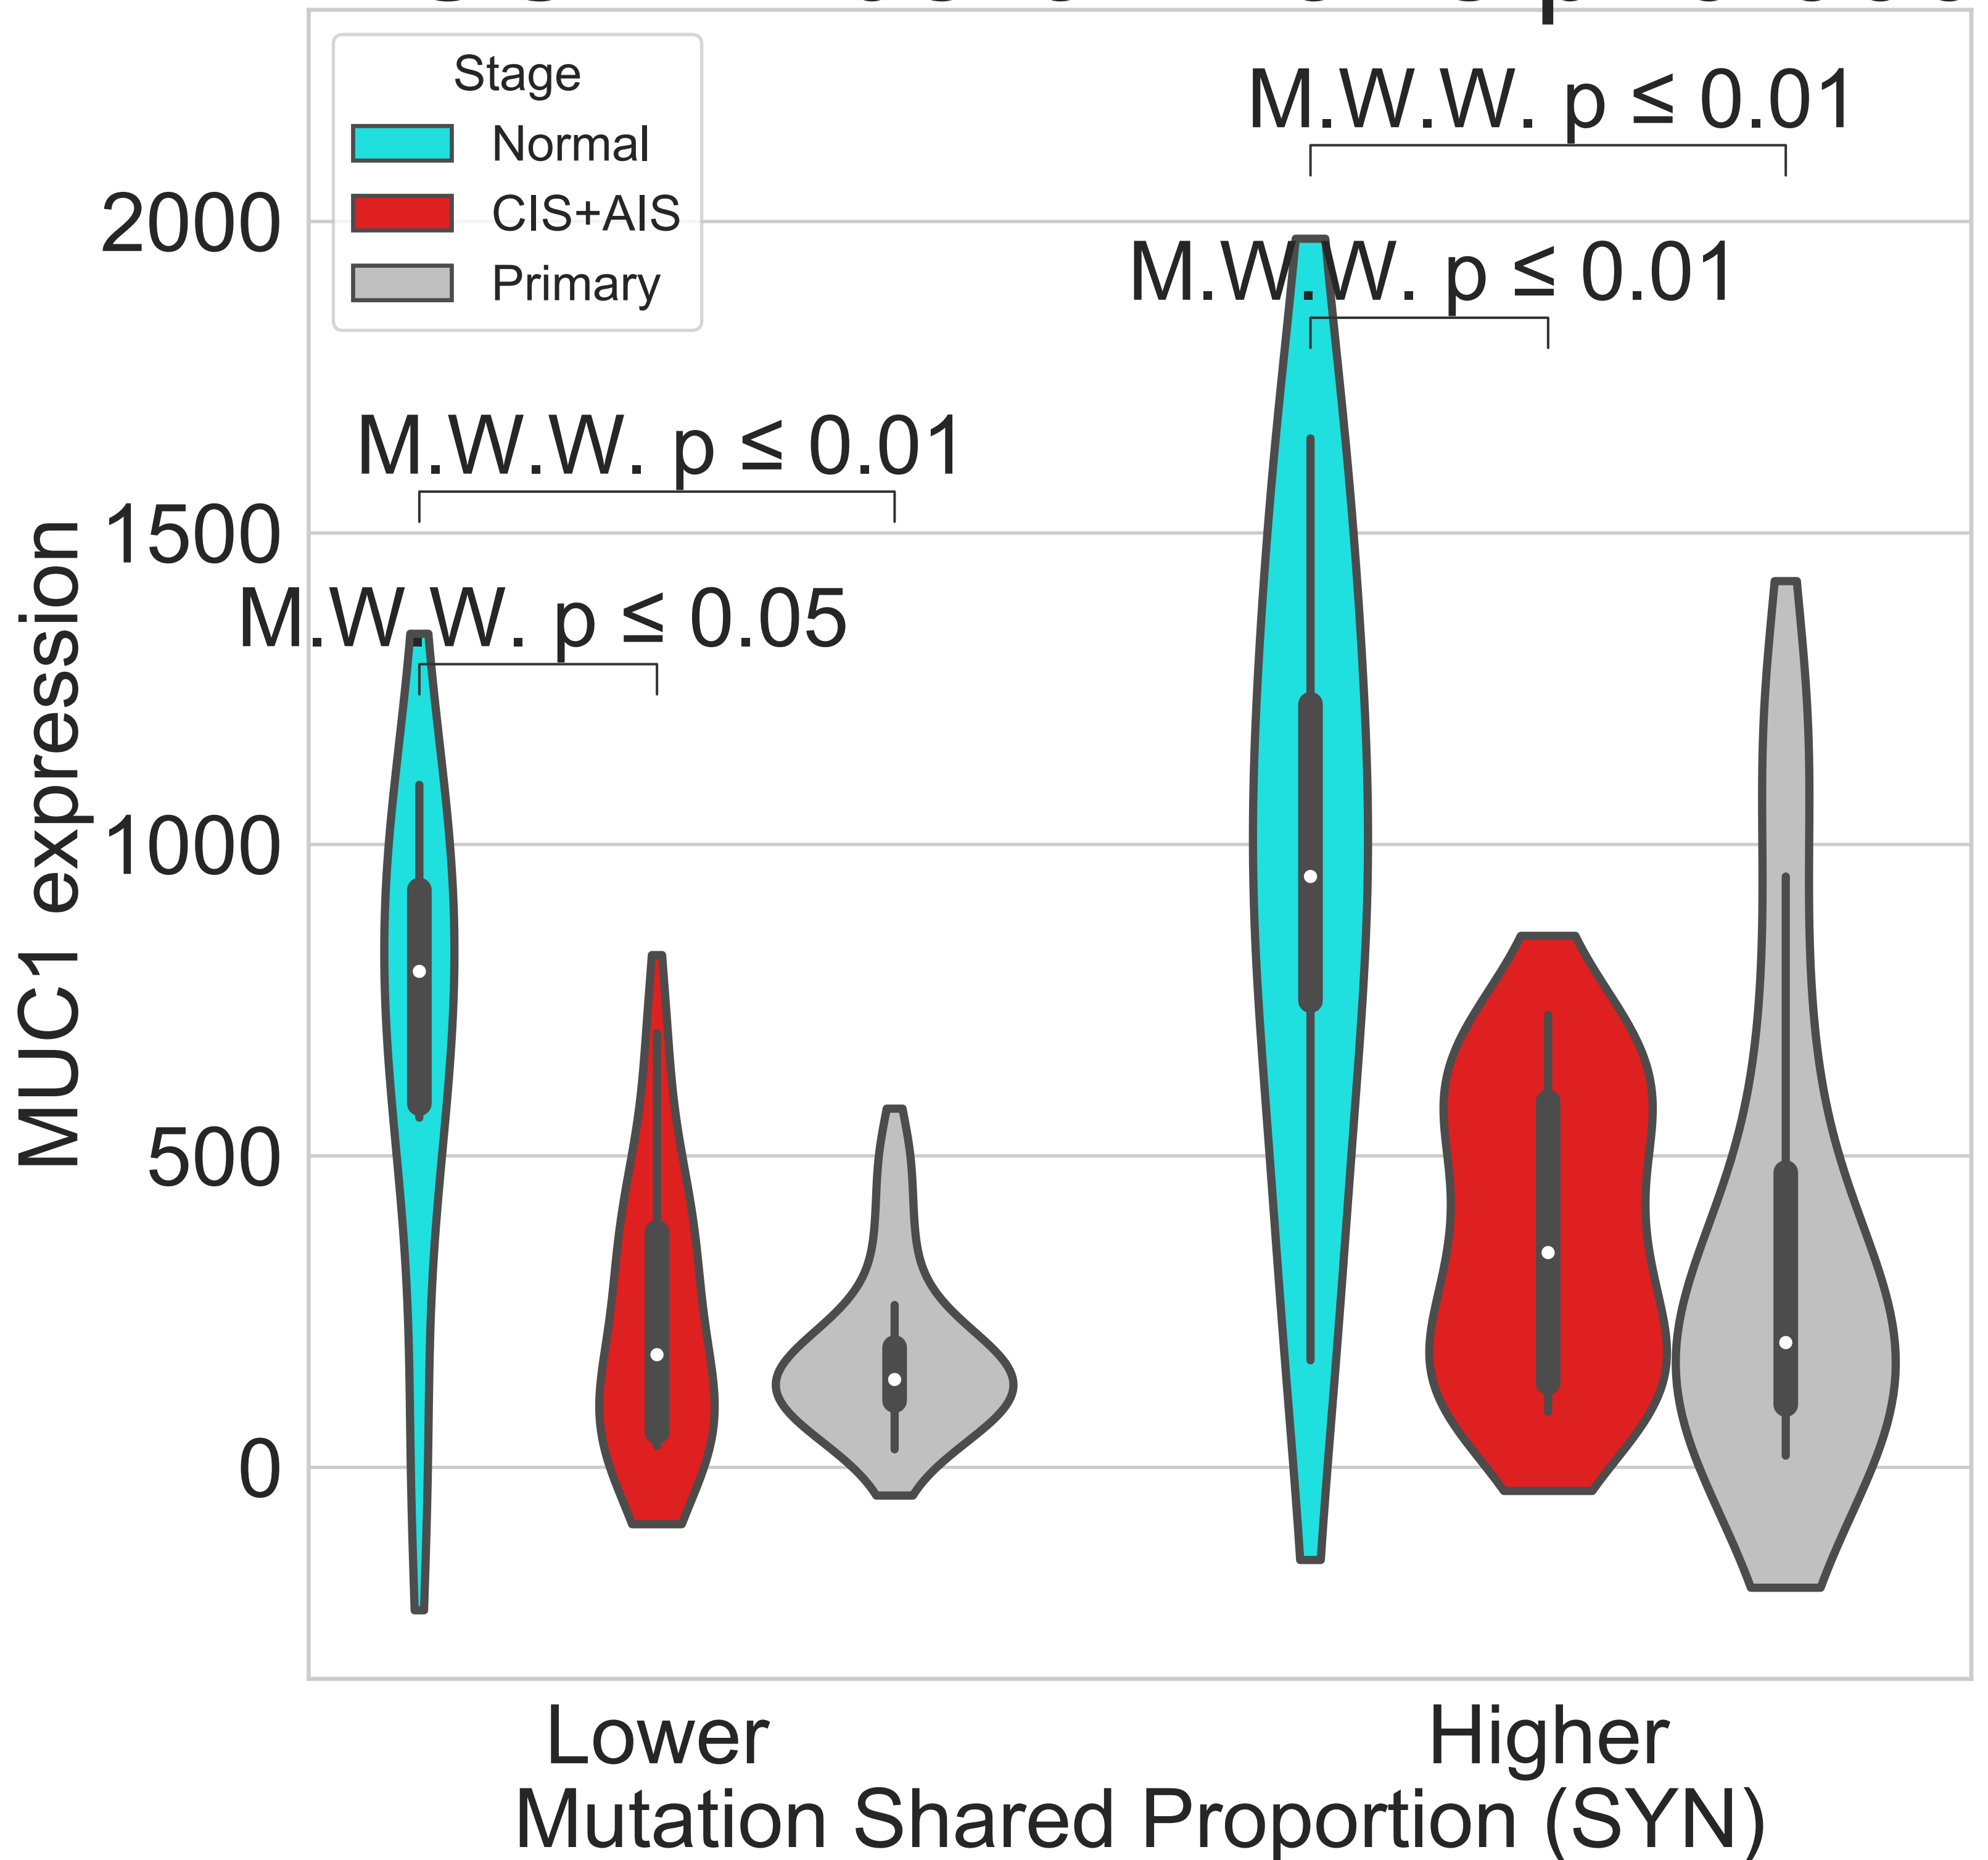 Stage
Normal
CIS+AIS
Primary
M.W.W. p ≤ 0.01
M.W.W. p ≤ 0.01
M.W.W. p ≤ 0.01
M.W.W. p ≤ 0.05
2000
1500
1000
500
0
MUC1 expression
Lower
Higher
Mutation Shared Proportion (SYN)